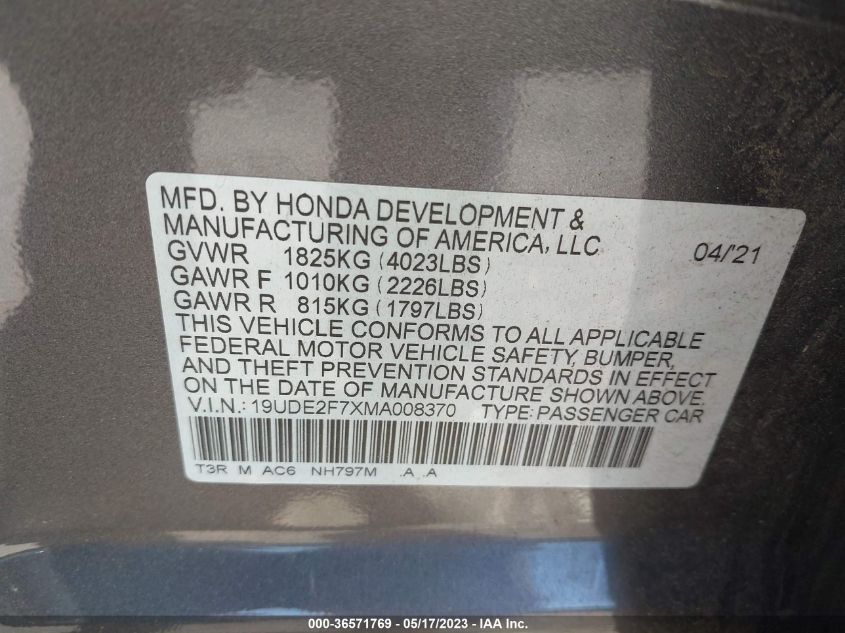 MFD. BY HONDA DEVELOPMENT &
MANUFACTURING OF AMERICA, LLC 04/'21
GVWR 1825KG (4023LBS)
GAWR F 1010KG (2226LBS)
GAWR R 815KG (1797LBS)
THIS VEHICLE CONFORMS TO ALL APPLICABLE
FEDERAL MOTOR VEHICLE SAFETY, BUMPER,
AND THEFT PREVENTION STANDARDS IN EFFECT
ON THE DATE OF MANUFACTURE SHOWN ABOVE.
V.I.N.: 19UDE2F7XMA008370 TYPE: PASSENGER CAR
T3R M AC6 NH797M .A .A
000-36571769 - 05/17/2023 - IAA Inc.